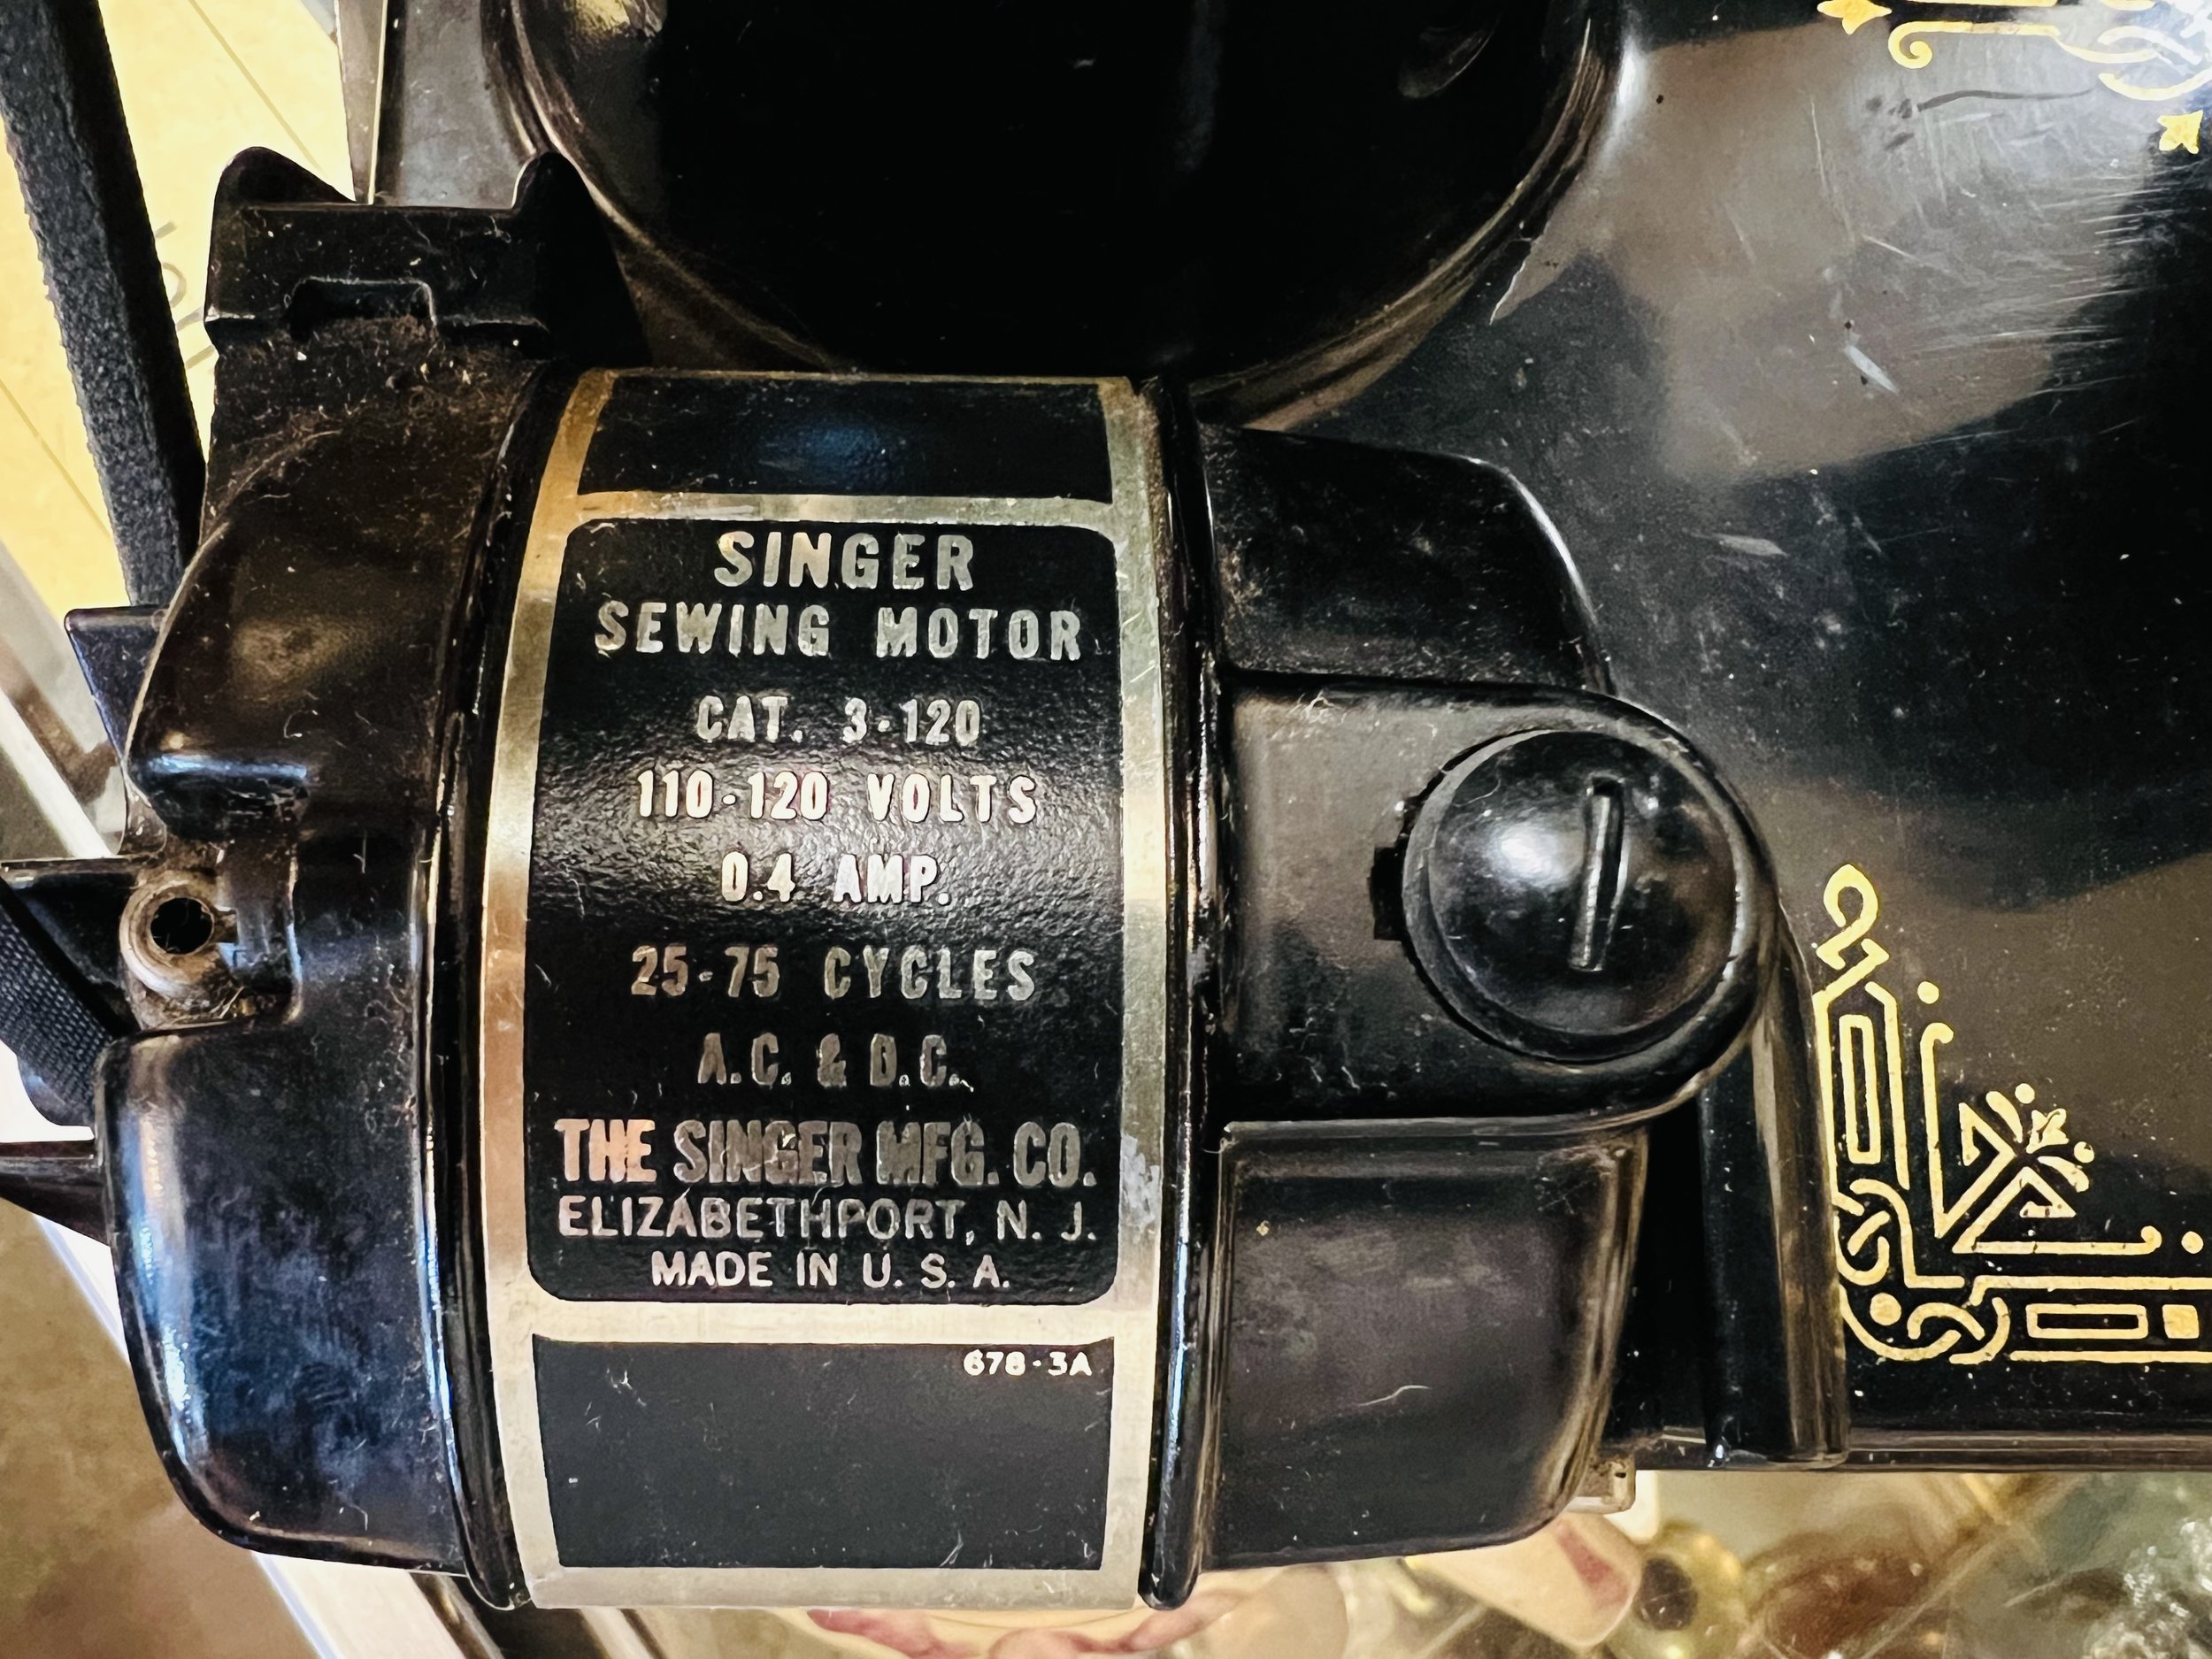 SINGER
SEWING MOTOR
CAT. 3-120
110-120 VOLTS
0.4 AMP.
25-75 CYCLES
A.C. & D.C.
THE SINGER MFG. CO.
ELIZABETHPORT, N. J.
MADE IN U. S. A.
678-3A